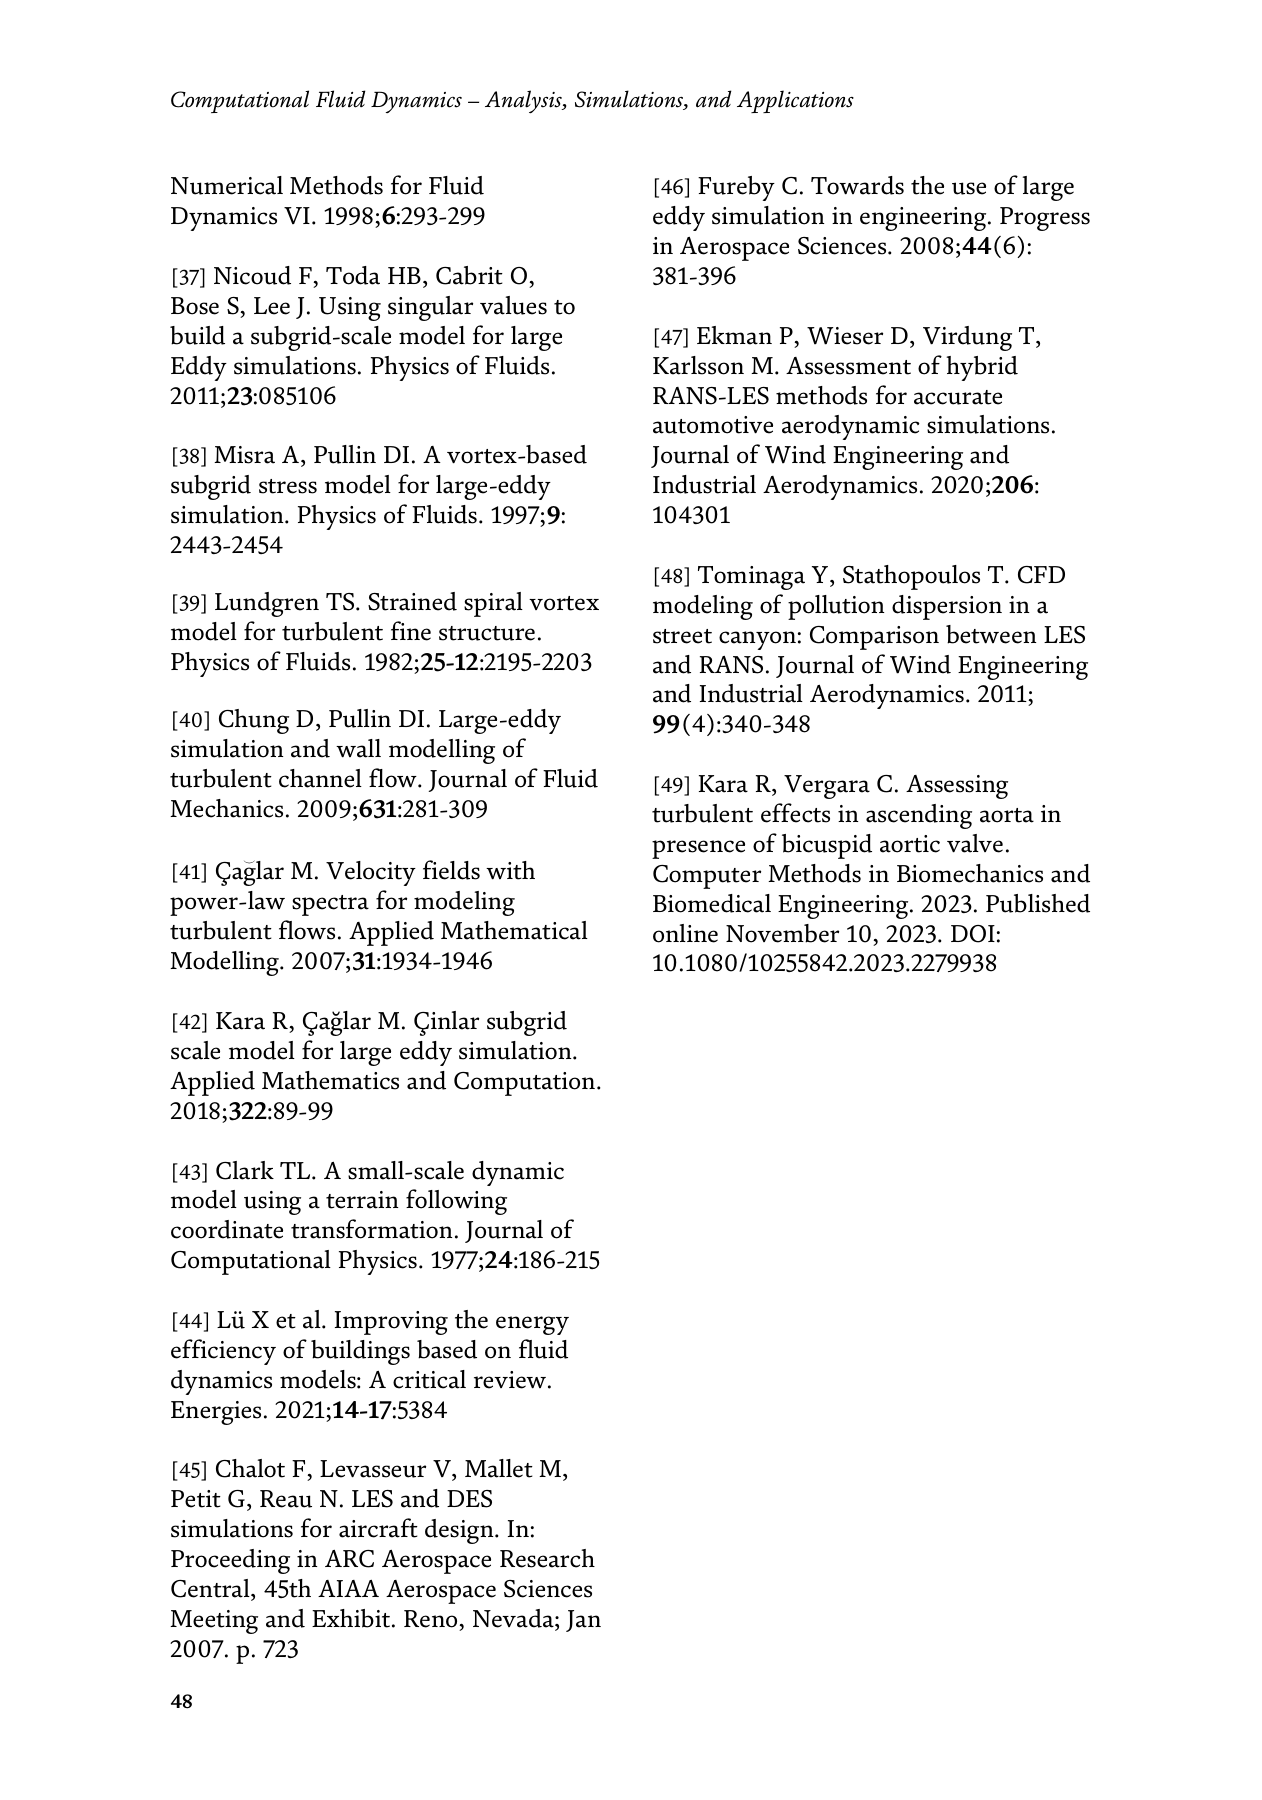 Computational Fluid Dynamics – Analysis, Simulations, and Applications
Numerical Methods for Fluid
Dynamics VI. 1998;6:293-299
[37] Nicoud F, Toda HB, Cabrit O,
Bose S, Lee J. Using singular values to
build a subgrid-scale model for large
Eddy simulations. Physics of Fluids.
2011;23:085106
[38] Misra A, Pullin DI. A vortex-based
subgrid stress model for large-eddy
simulation. Physics of Fluids. 1997;9:
2443-2454
[39] Lundgren TS. Strained spiral vortex
model for turbulent fine structure.
Physics of Fluids. 1982;25-12:2195-2203
[40] Chung D, Pullin DI. Large-eddy
simulation and wall modelling of
turbulent channel flow. Journal of Fluid
Mechanics. 2009;631:281-309
[41] Çağlar M. Velocity fields with
power-law spectra for modeling
turbulent flows. Applied Mathematical
Modelling. 2007;31:1934-1946
[42] Kara R, Çağlar M. Çinlar subgrid
scale model for large eddy simulation.
Applied Mathematics and Computation.
2018;322:89-99
[43] Clark TL. A small-scale dynamic
model using a terrain following
coordinate transformation. Journal of
Computational Physics. 1977;24:186-215
[44] Lü X et al. Improving the energy
efficiency of buildings based on fluid
dynamics models: A critical review.
Energies. 2021;14-17:5384
[45] Chalot F, Levasseur V, Mallet M,
Petit G, Reau N. LES and DES
simulations for aircraft design. In:
Proceeding in ARC Aerospace Research
Central, 45th AIAA Aerospace Sciences
Meeting and Exhibit. Reno, Nevada; Jan
2007. p. 723
[46] Fureby C. Towards the use of large
eddy simulation in engineering. Progress
in Aerospace Sciences. 2008;44(6):
381-396
[47] Ekman P, Wieser D, Virdung T,
Karlsson M. Assessment of hybrid
RANS-LES methods for accurate
automotive aerodynamic simulations.
Journal of Wind Engineering and
Industrial Aerodynamics. 2020;206:
104301
[48] Tominaga Y, Stathopoulos T. CFD
modeling of pollution dispersion in a
street canyon: Comparison between LES
and RANS. Journal of Wind Engineering
and Industrial Aerodynamics. 2011;
99(4):340-348
[49] Kara R, Vergara C. Assessing
turbulent effects in ascending aorta in
presence of bicuspid aortic valve.
Computer Methods in Biomechanics and
Biomedical Engineering. 2023. Published
online November 10, 2023. DOI:
10.1080/10255842.2023.2279938
48